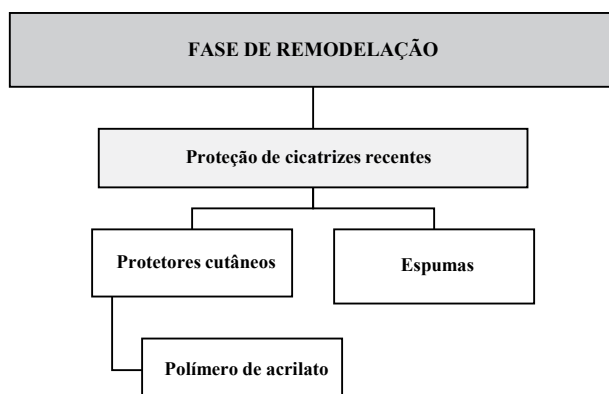 FASE DE REMODELAÇÃO
Proteção de cicatrizes recentes
Protetores cutâneos
Espumas
Polímero de acrilato